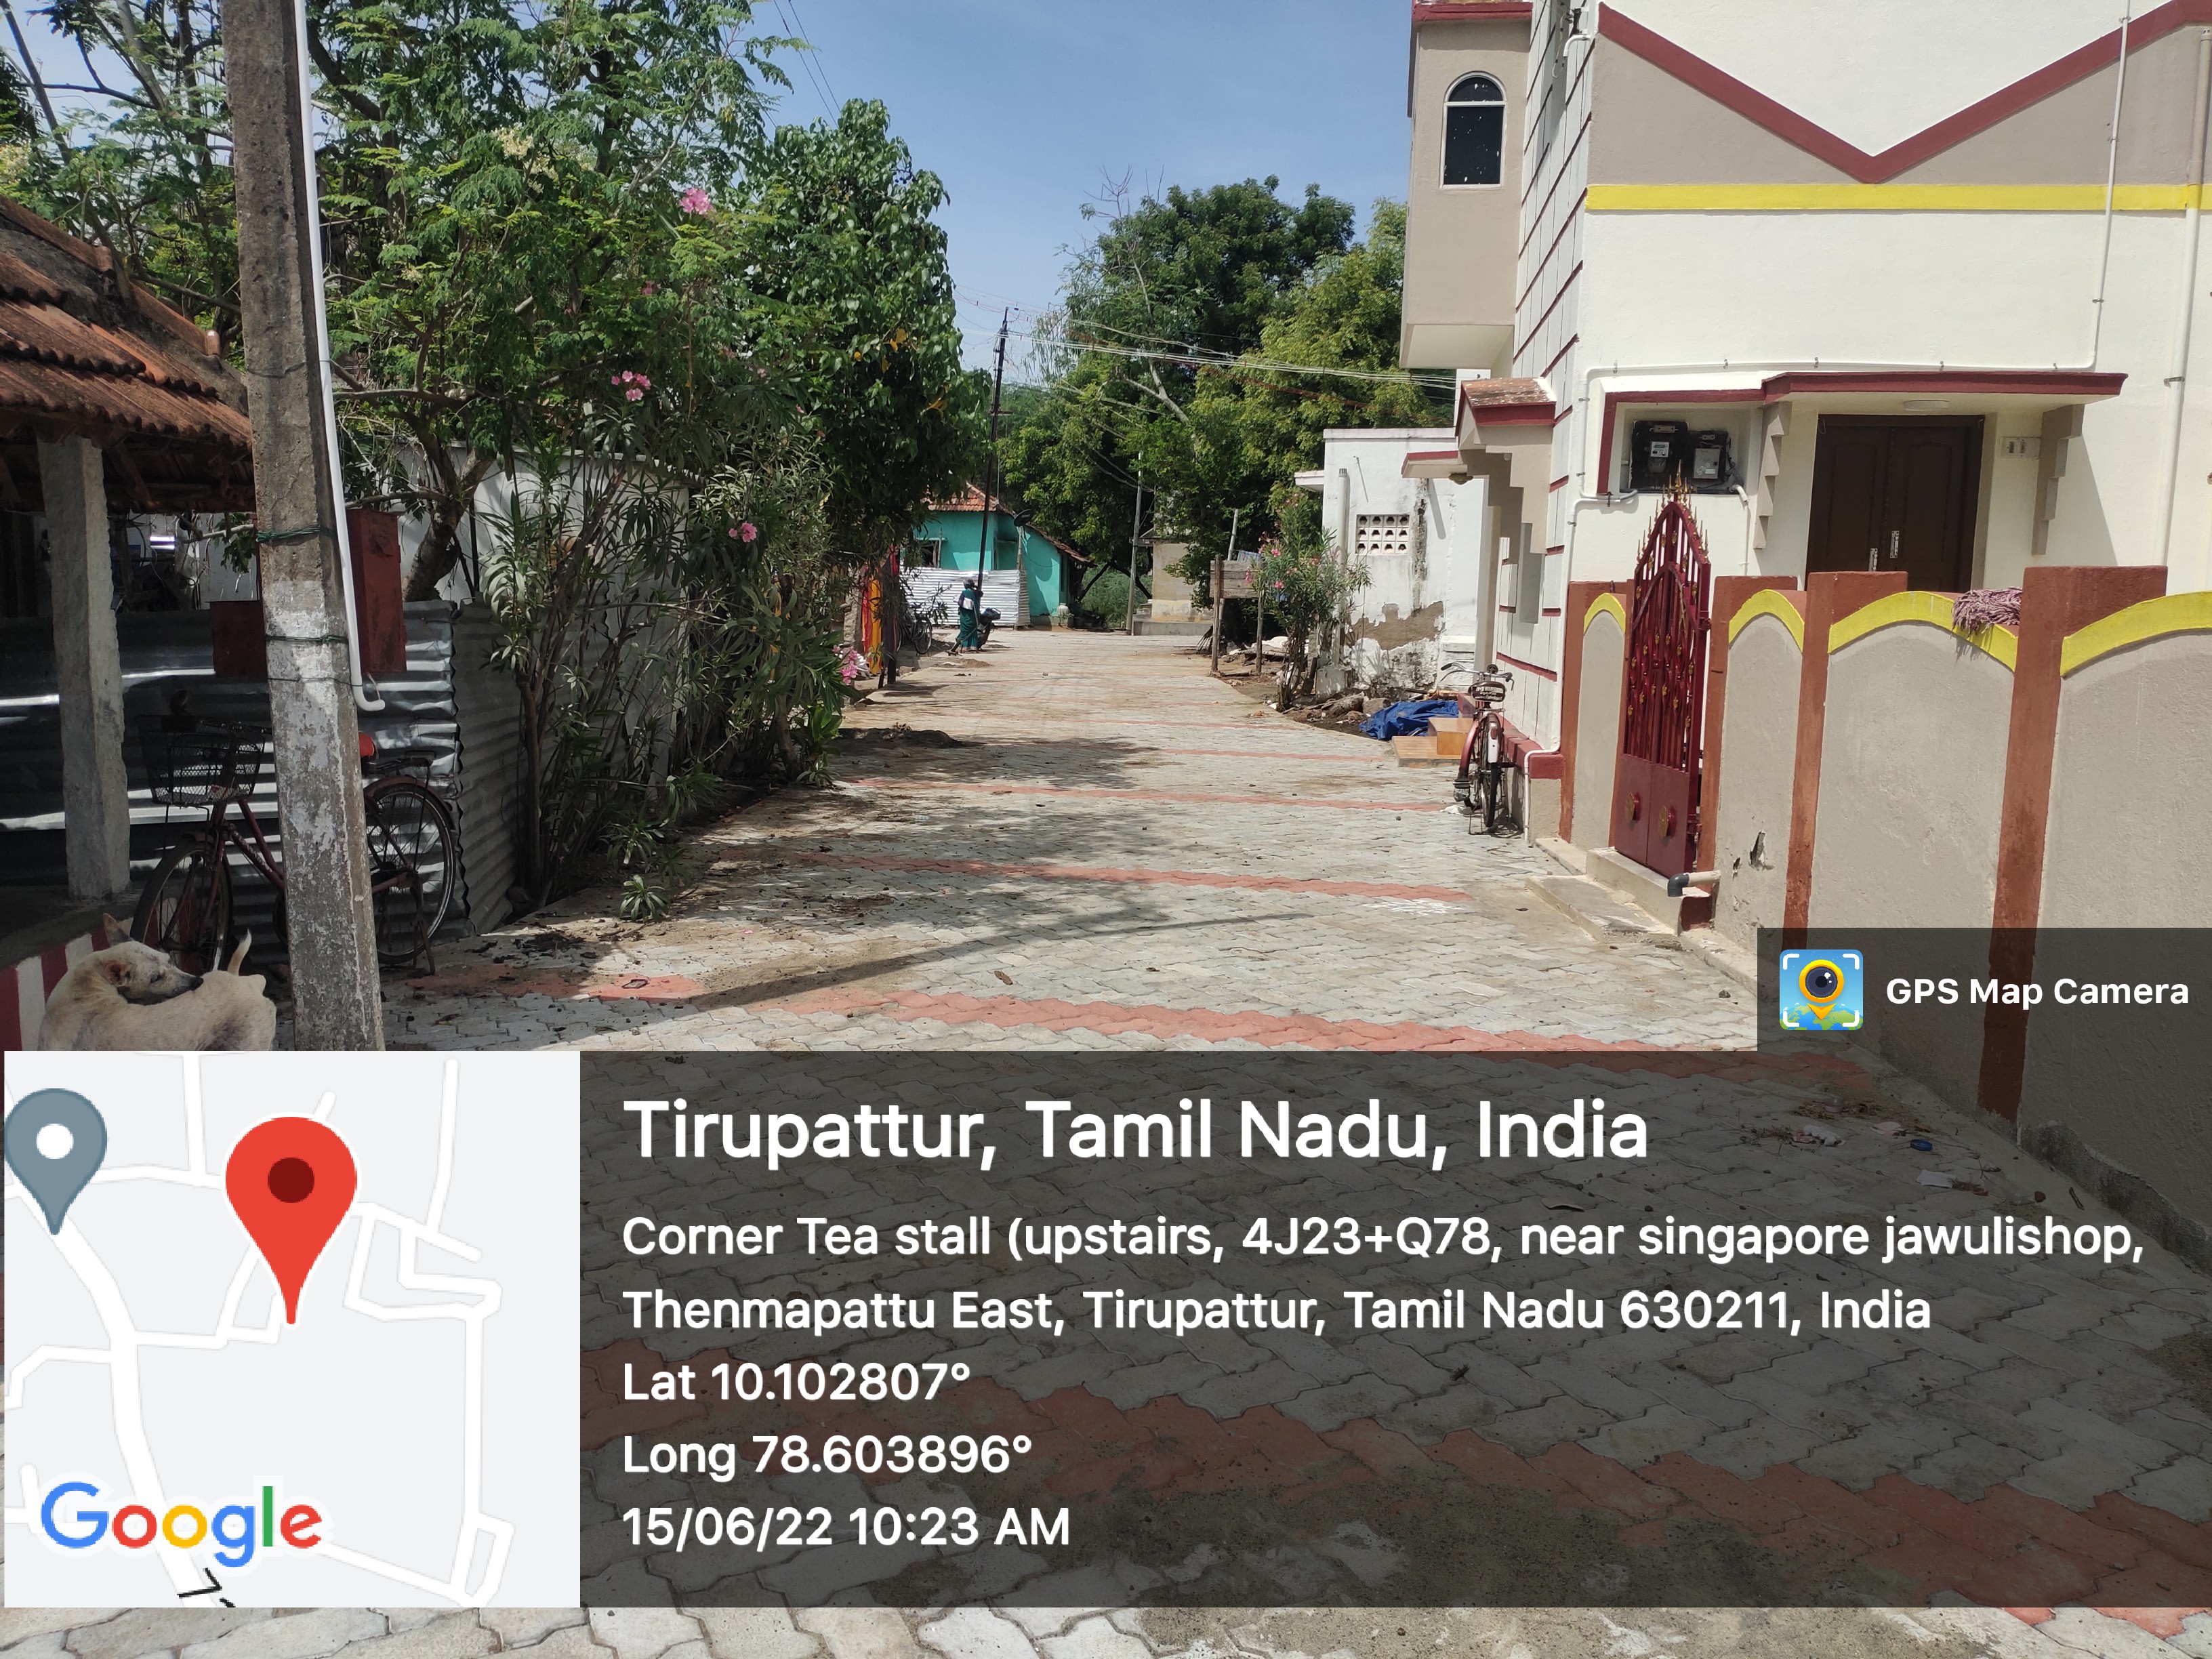 GPS Map Camera
Tirupattur, Tamil Nadu, India
Corner Tea stall (upstairs, 4J23+Q78, near singapore jawulishop,
Thenmapattu East, Tirupattur, Tamil Nadu 630211, India
Lat 10.102807°
Long 78.603896°
15/06/22 10:23 AM
Google